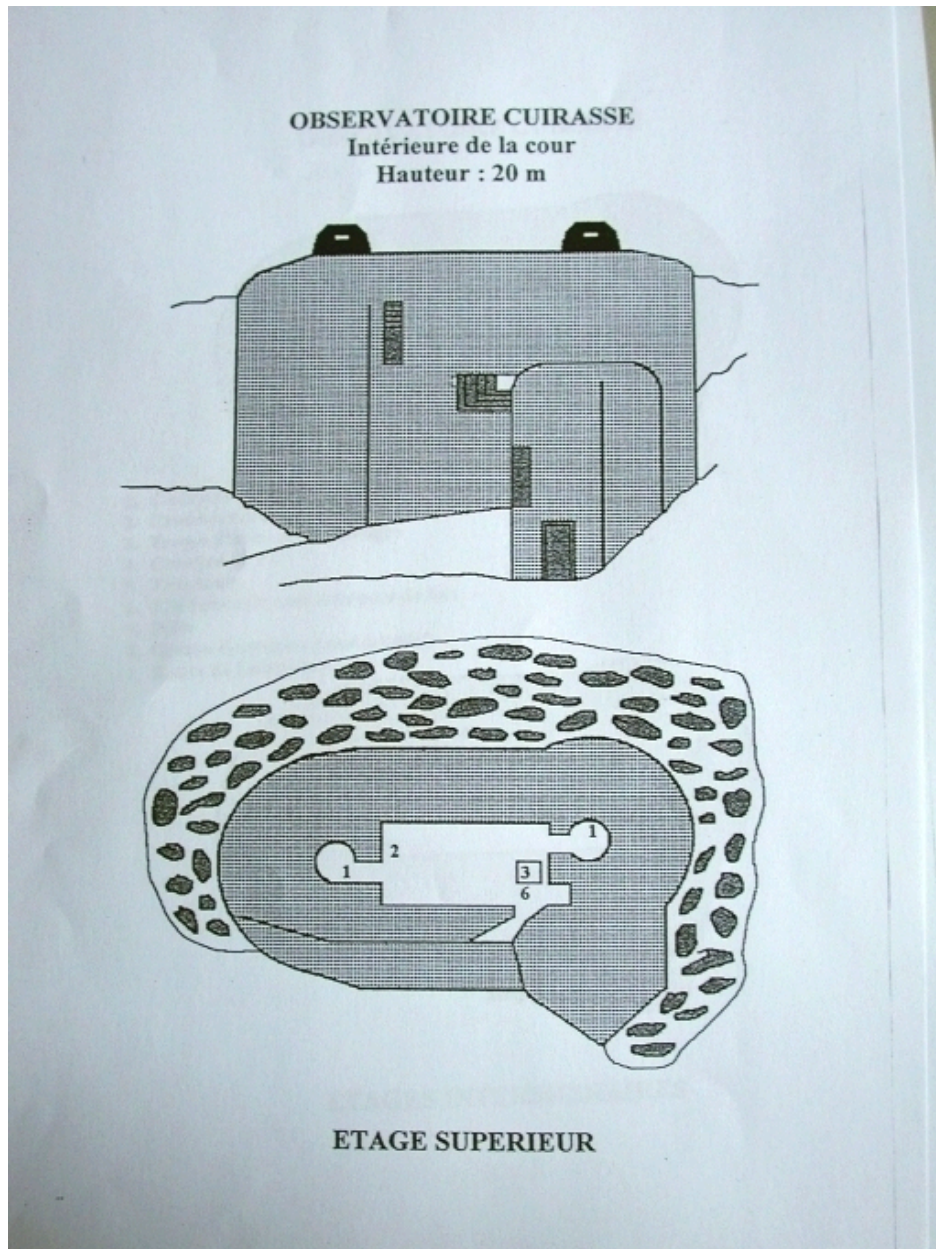 OBSERVATOIRE CUIRASSE
Intérieure de la cour
Hauteur : 20 m
1
2
1
3
6
ETAGE SUPERIEUR